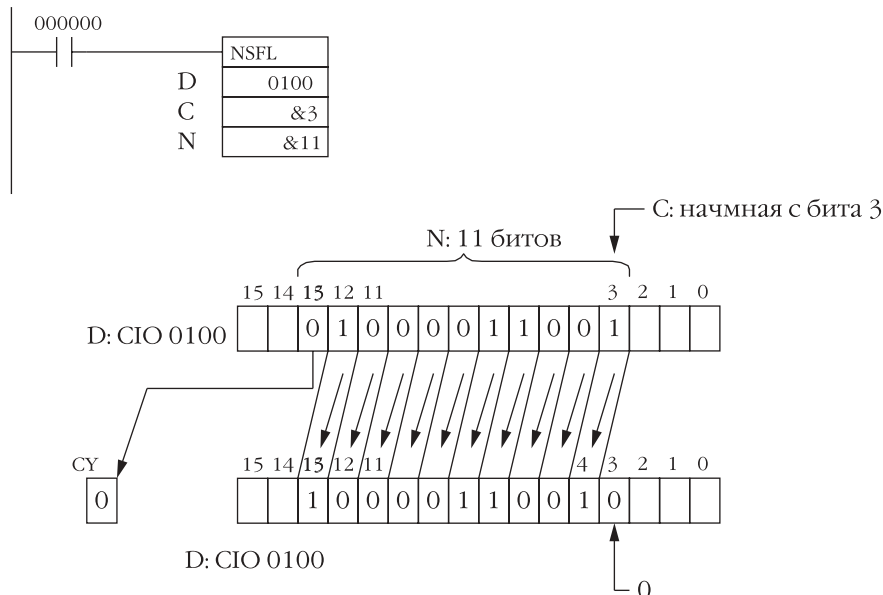 000000
NSFL
D 0100
C &3
N &11
C: начмная с бита 3
N: 11 битов
15 14 13 12 11 3 2 1 0
D: CIO 0100 0 1 0 0 0 0 1 1 0 0 1
CY 15 14 13 12 11 4 3 2 1 0
0 1 0 0 0 0 1 1 0 0 1 0
D: CIO 0100
0